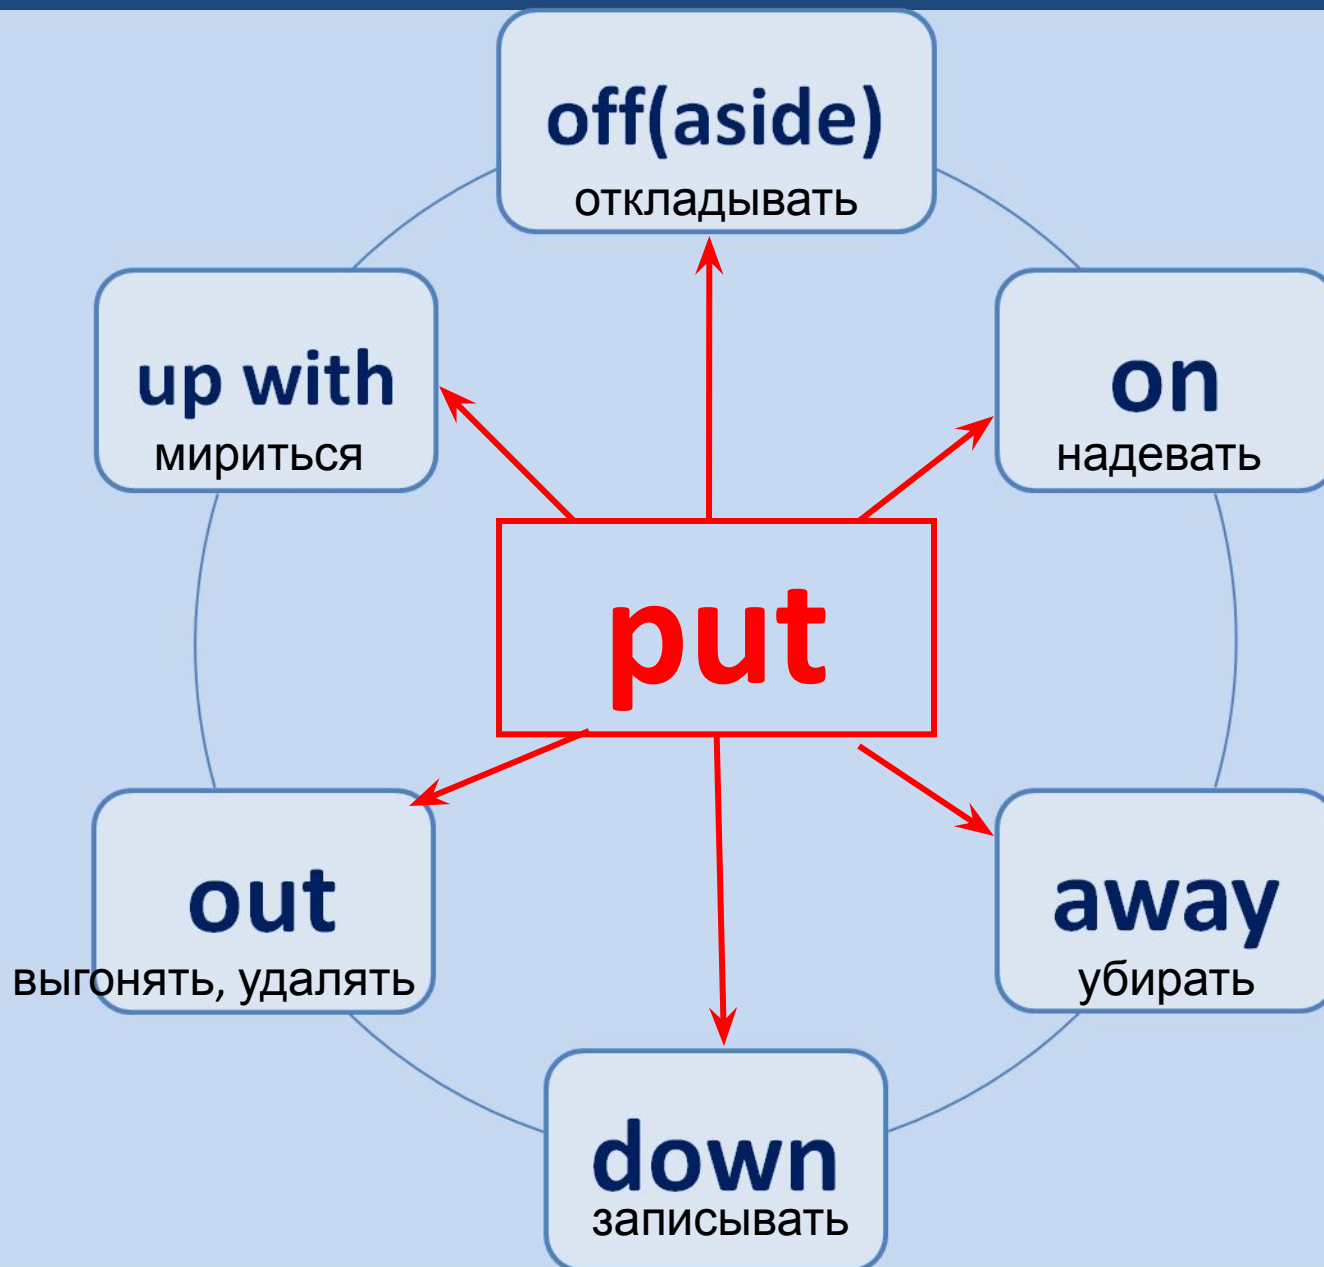 off(aside)
откладывать
up with
мириться
on
надевать
put
out
выгонять, удалять
away
убирать
down
записывать